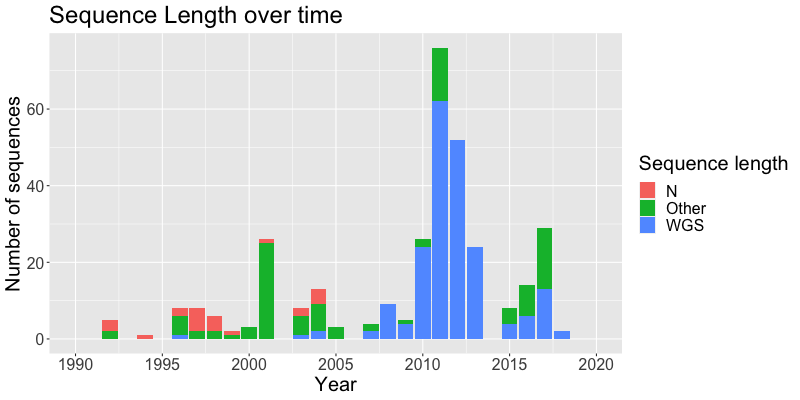 Sequence Length over time
Number of sequences
60
40
20
0
1990 1995 2000 2005 2010 2015 2020
Year
Sequence length
N
Other
WGS